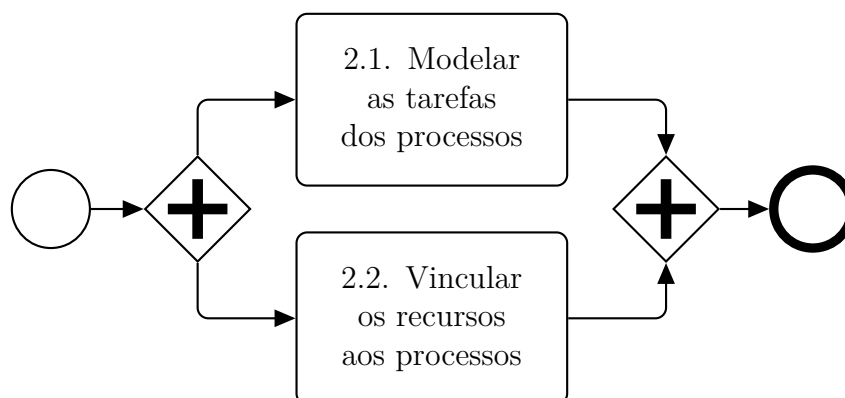 2.1. Modelar
as tarefas
dos processos
2.2. Vincular
os recursos
aos processos